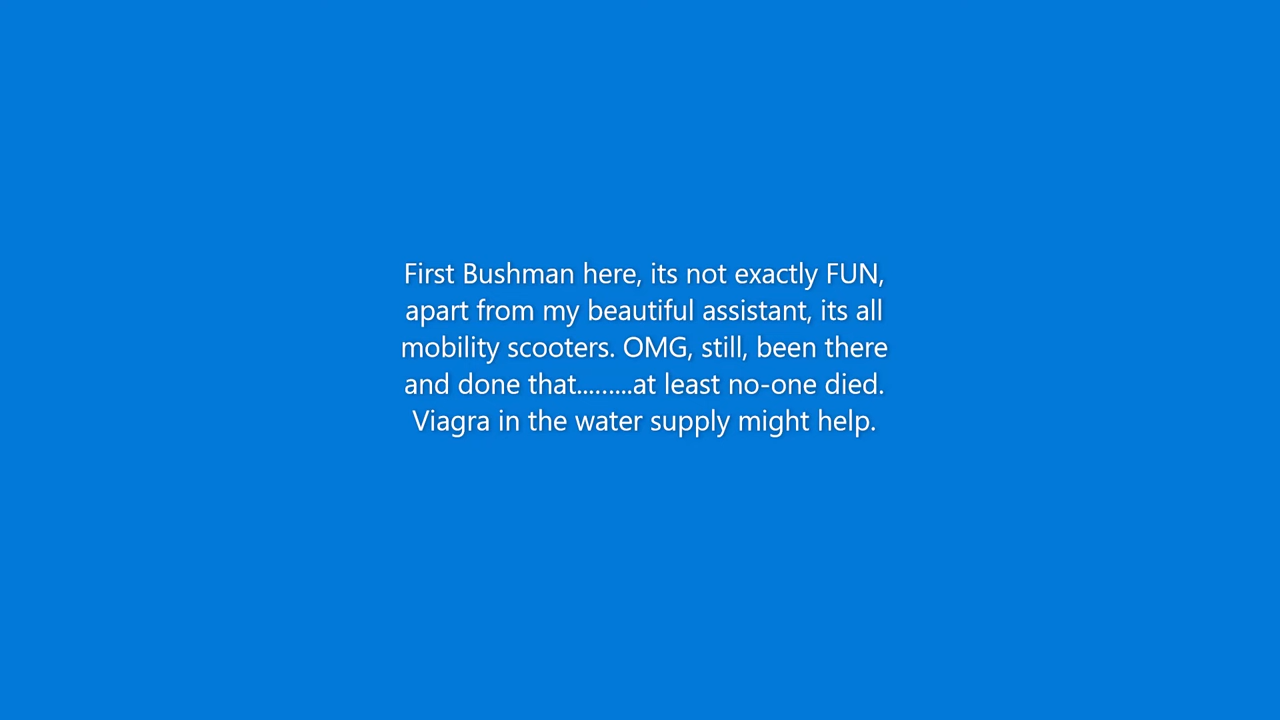 First Bushman here, its not exactly FUN,
apart from my beautiful assistant, its all
mobility scooters. OMG, still, been there
and done that.........at least no-one died.
Viagra in the water supply might help.